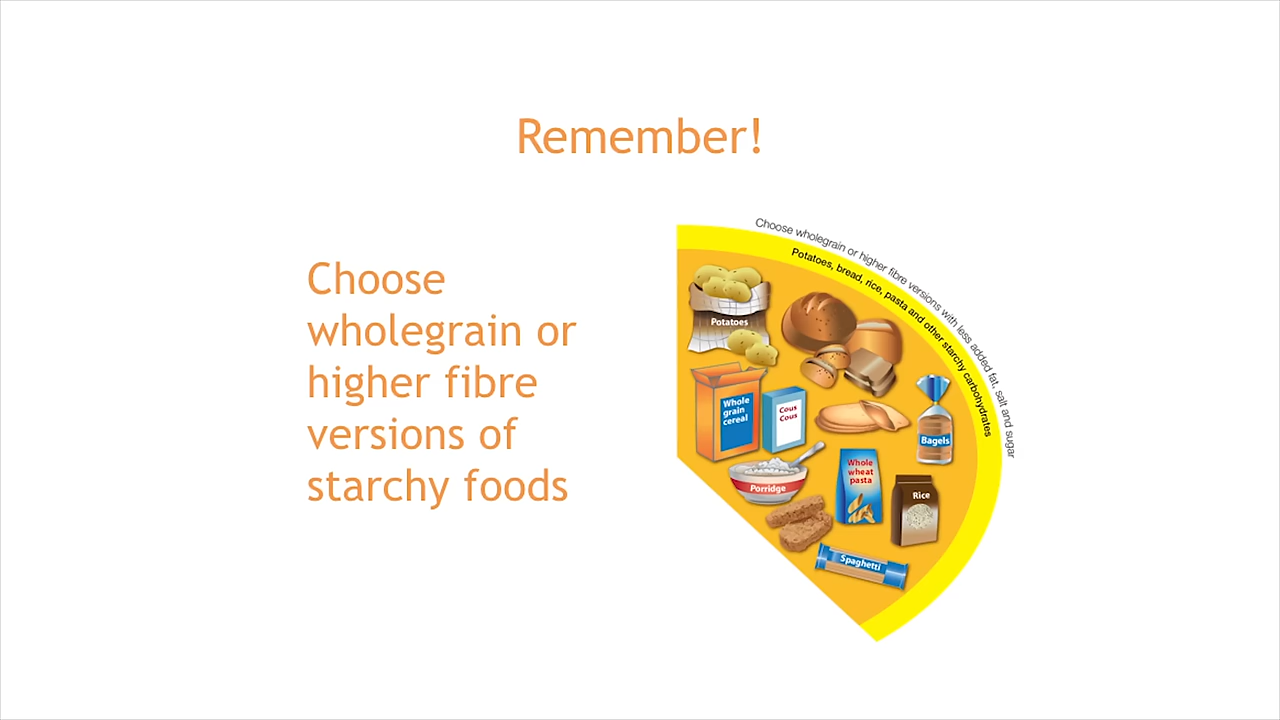 Remember!
Choose
wholegrain or
higher fibre
versions of
starchy foods
Choose wholegrain or higher fibre versions with less added fat, salt and sugar
Potatoes, bread, rice, pasta and other starchy carbohydrates
Potatoes
Whole
grain
cereal
Cous
Cous
Bagels
Porridge
Whole
wheat
pasta
Rice
Spaghetti